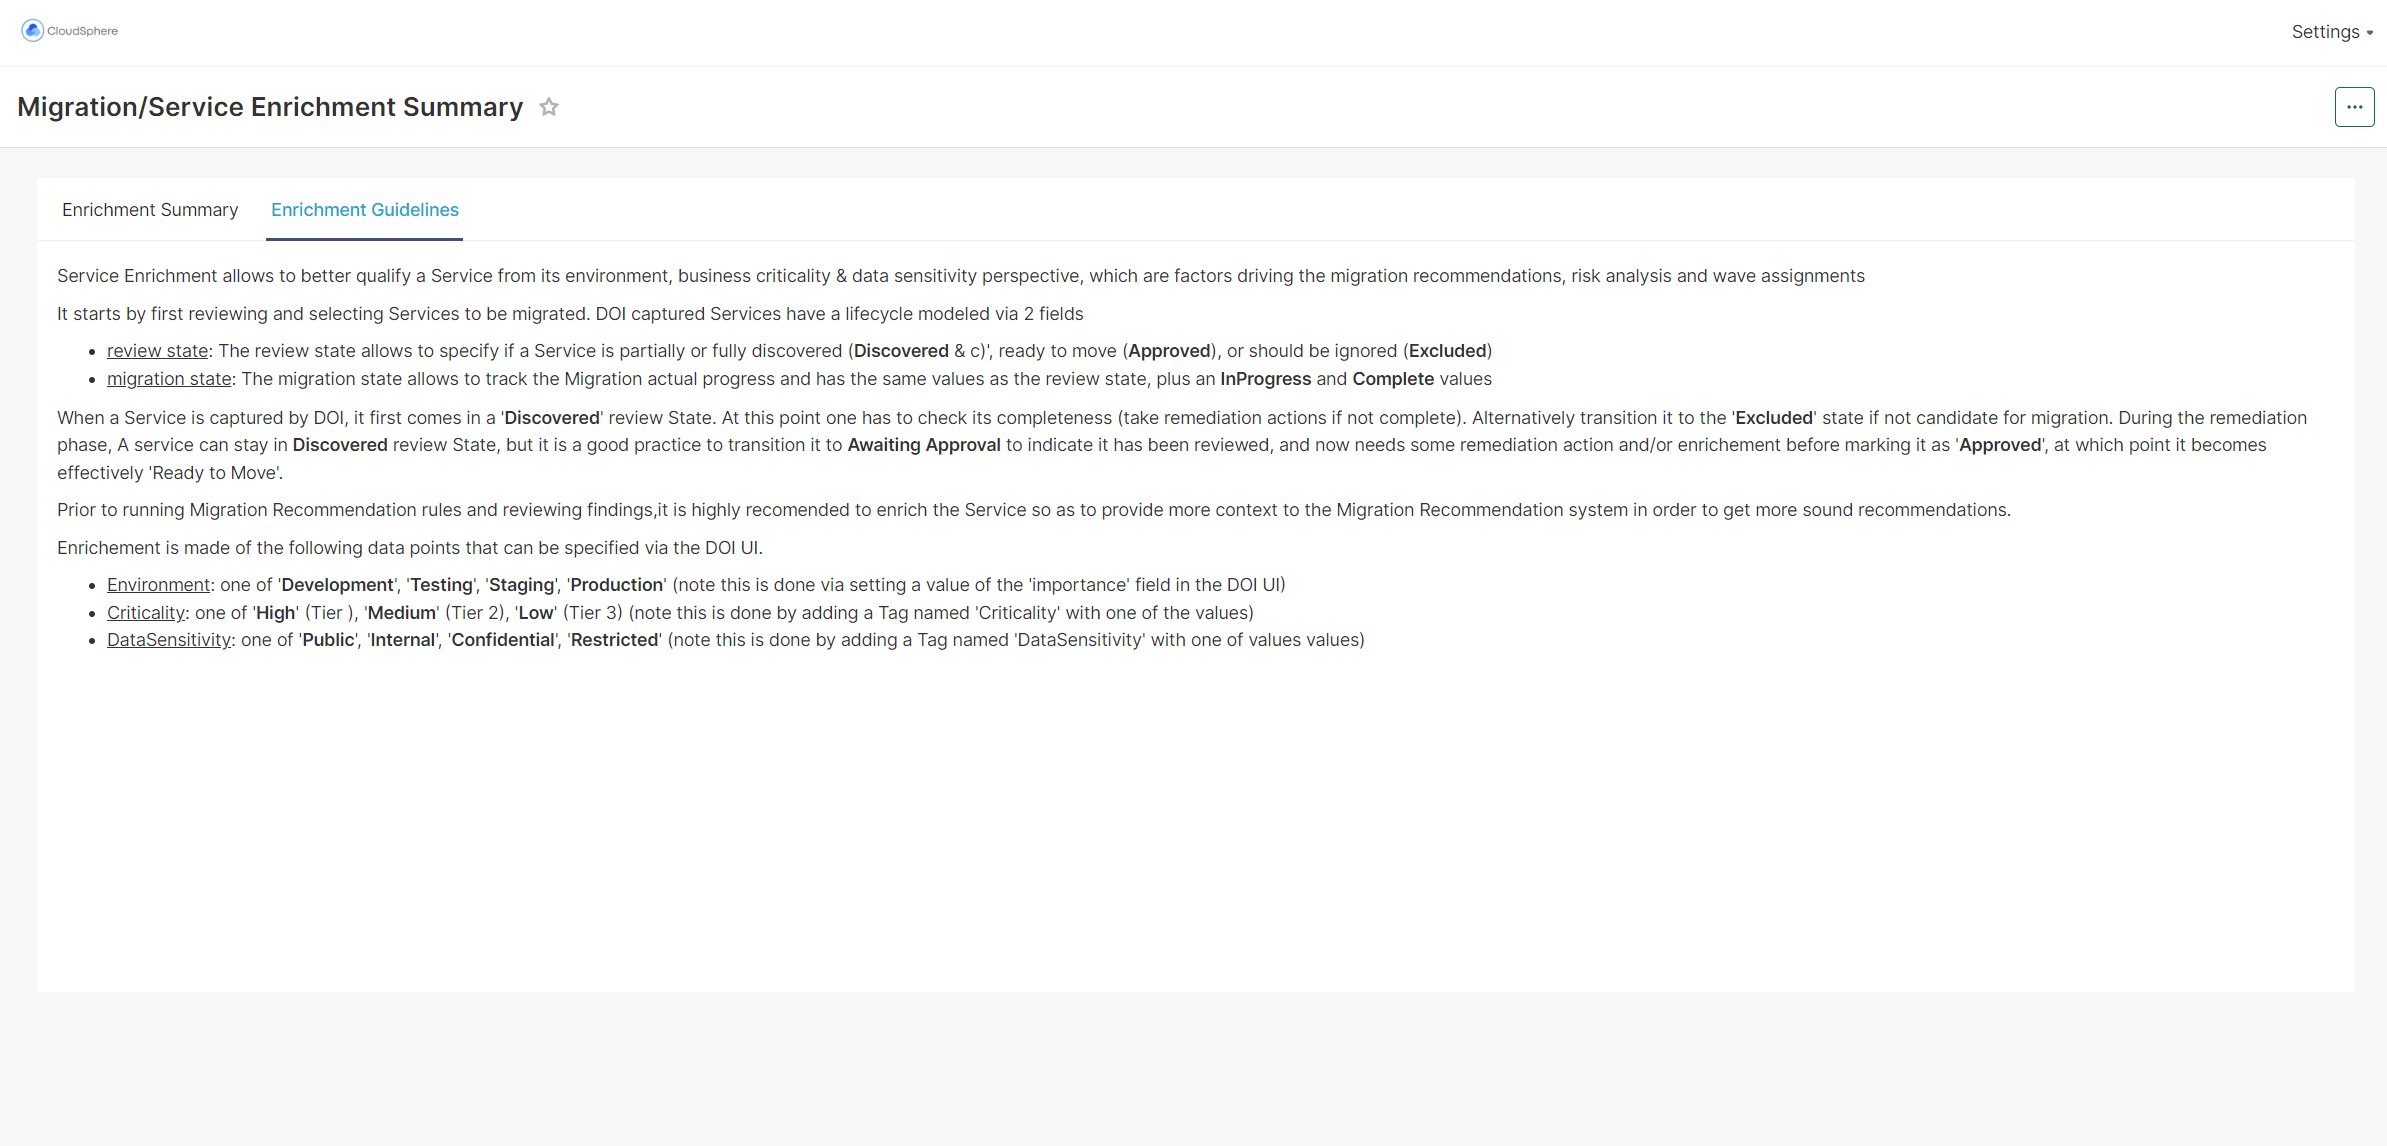 CloudSphere
Settings
Migration/Service Enrichment Summary
Enrichment Summary
Enrichment Guidelines
Service Enrichment allows to better qualify a Service from its environment, business criticality & data sensitivity perspective, which are factors driving the migration recommendations, risk analysis and wave assignments
It starts by first reviewing and selecting Services to be migrated. DOI captured Services have a lifecycle modeled via 2 fields
• review state: The review state allows to specify if a Service is partially or fully discovered (Discovered & c)', ready to move (Approved), or should be ignored (Excluded)
• migration state: The migration state allows to track the Migration actual progress and has the same values as the review state, plus an InProgress and Complete values
When a Service is captured by DOI, it first comes in a 'Discovered' review State. At this point one has to check its completeness (take remediation actions if not complete). Alternatively transition it to the 'Excluded' state if not candidate for migration. During the remediation
phase, A service can stay in Discovered review State, but it is a good practice to transition it to Awaiting Approval to indicate it has been reviewed, and now needs some remediation action and/or enrichement before marking it as 'Approved', at which point it becomes
effectively 'Ready to Move'.
Prior to running Migration Recommendation rules and reviewing findings,it is highly recomended to enrich the Service so as to provide more context to the Migration Recommendation system in order to get more sound recommendations.
Enrichement is made of the following data points that can be specified via the DOI UI.
• Environment: one of 'Development', 'Testing', 'Staging', 'Production' (note this is done via setting a value of the 'importance' field in the DOI UI)
• Criticality: one of 'High' (Tier ), 'Medium' (Tier 2), 'Low' (Tier 3) (note this is done by adding a Tag named 'Criticality' with one of the values)
• DataSensitivity: one of 'Public', 'Internal', 'Confidential', 'Restricted' (note this is done by adding a Tag named 'DataSensitivity' with one of values values)